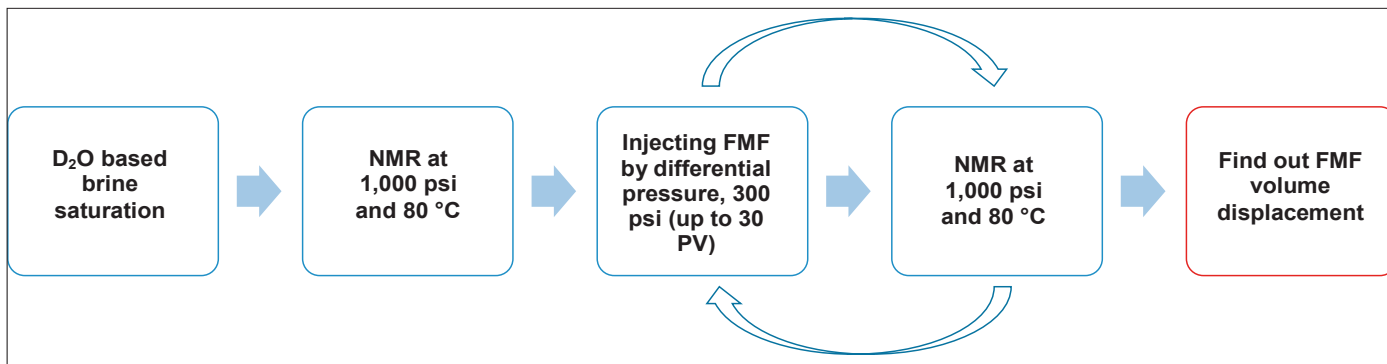 D₂O based
brine
saturation
NMR at
1,000 psi
and 80 °C
Injecting FMF
by differential
pressure, 300
psi (up to 30
PV)
NMR at
1,000 psi
and 80 °C
Find out FMF
volume
displacement